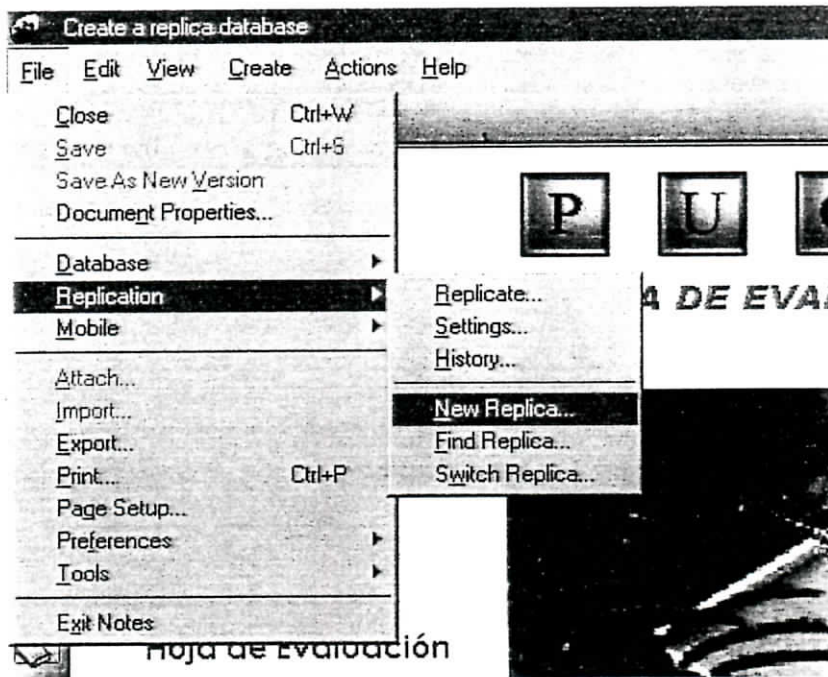 Create a replica database
File Edit View Create Actions Help
Close Ctrl+W
Save Ctrl+S
Save As New Version
Document Properties...
Database
Replication
Mobile
Attach...
Import...
Export...
Print... Ctrl+P
Page Setup...
Preferences
Tools
Exit Notes
Replicate...
Settings...
History...
New Replica...
Find Replica...
Switch Replica...
P U
A DE EVA
Hoja de Evaluación